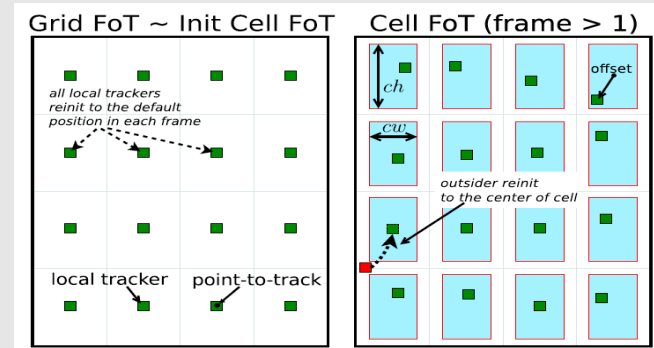 Grid FoT ~ Init Cell FoT
all local trackers
reinit to the default
position in each frame
local tracker
point-to-track
Cell FoT (frame > 1)
ch
offset
cw
outsider reinit
to the center of cell